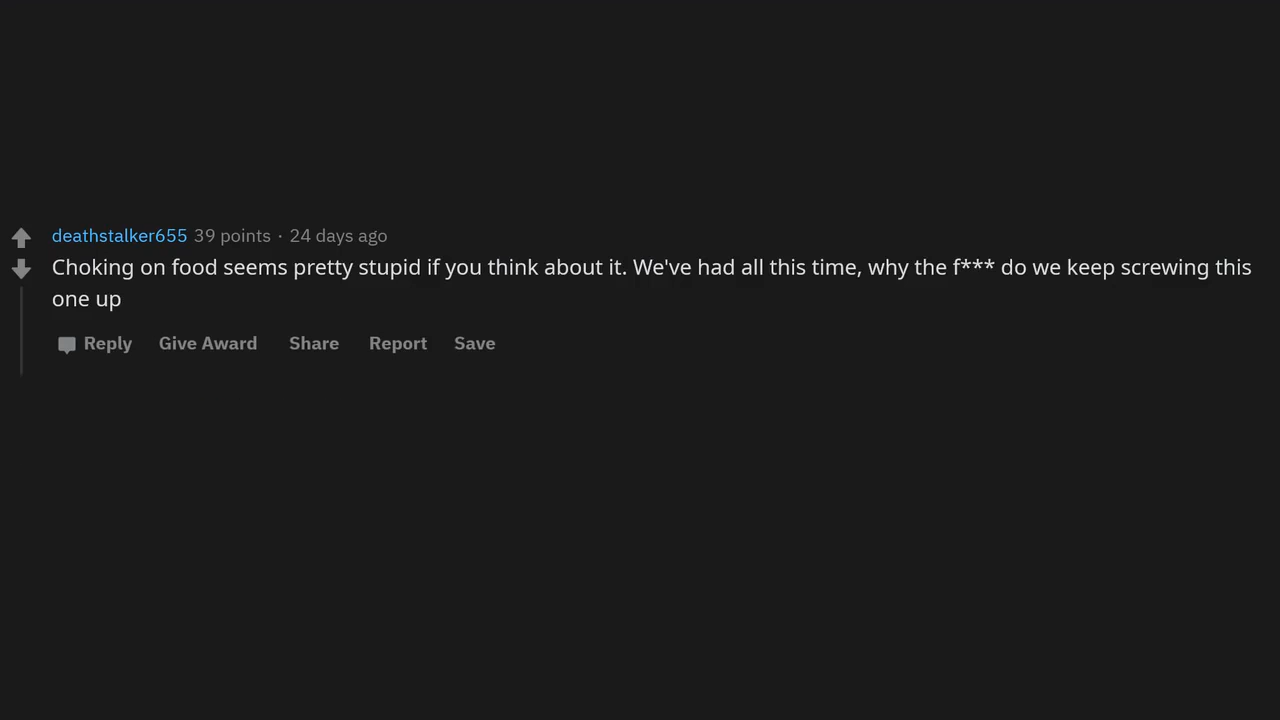 deathstalker655 39 points · 24 days ago
Choking on food seems pretty stupid if you think about it. We've had all this time, why the f*** do we keep screwing this
one up
Reply Give Award Share Report Save